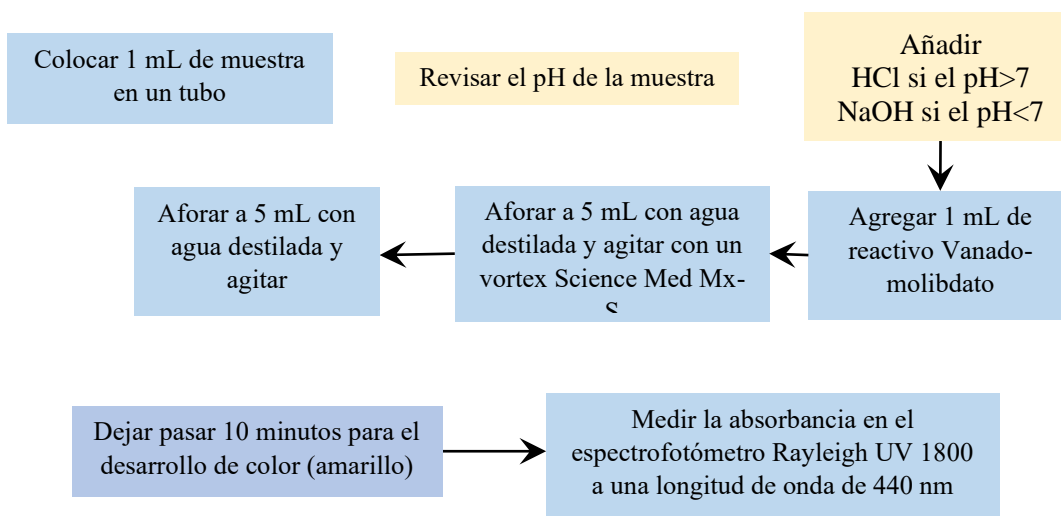 Colocar 1 mL de muestra
en un tubo
Revisar el pH de la muestra
Añadir
HCl si el pH>7
NaOH si el pH<7
Aforar a 5 mL con
agua destilada y
agitar
Aforar a 5 mL con agua
destilada y agitar con un
vortex Science Med Mx-
S
Agregar 1 mL de
reactivo Vanado-
molibdato
Dejar pasar 10 minutos para el
desarrollo de color (amarillo)
Medir la absorbancia en el
espectrofotómetro Rayleigh UV 1800
a una longitud de onda de 440 nm